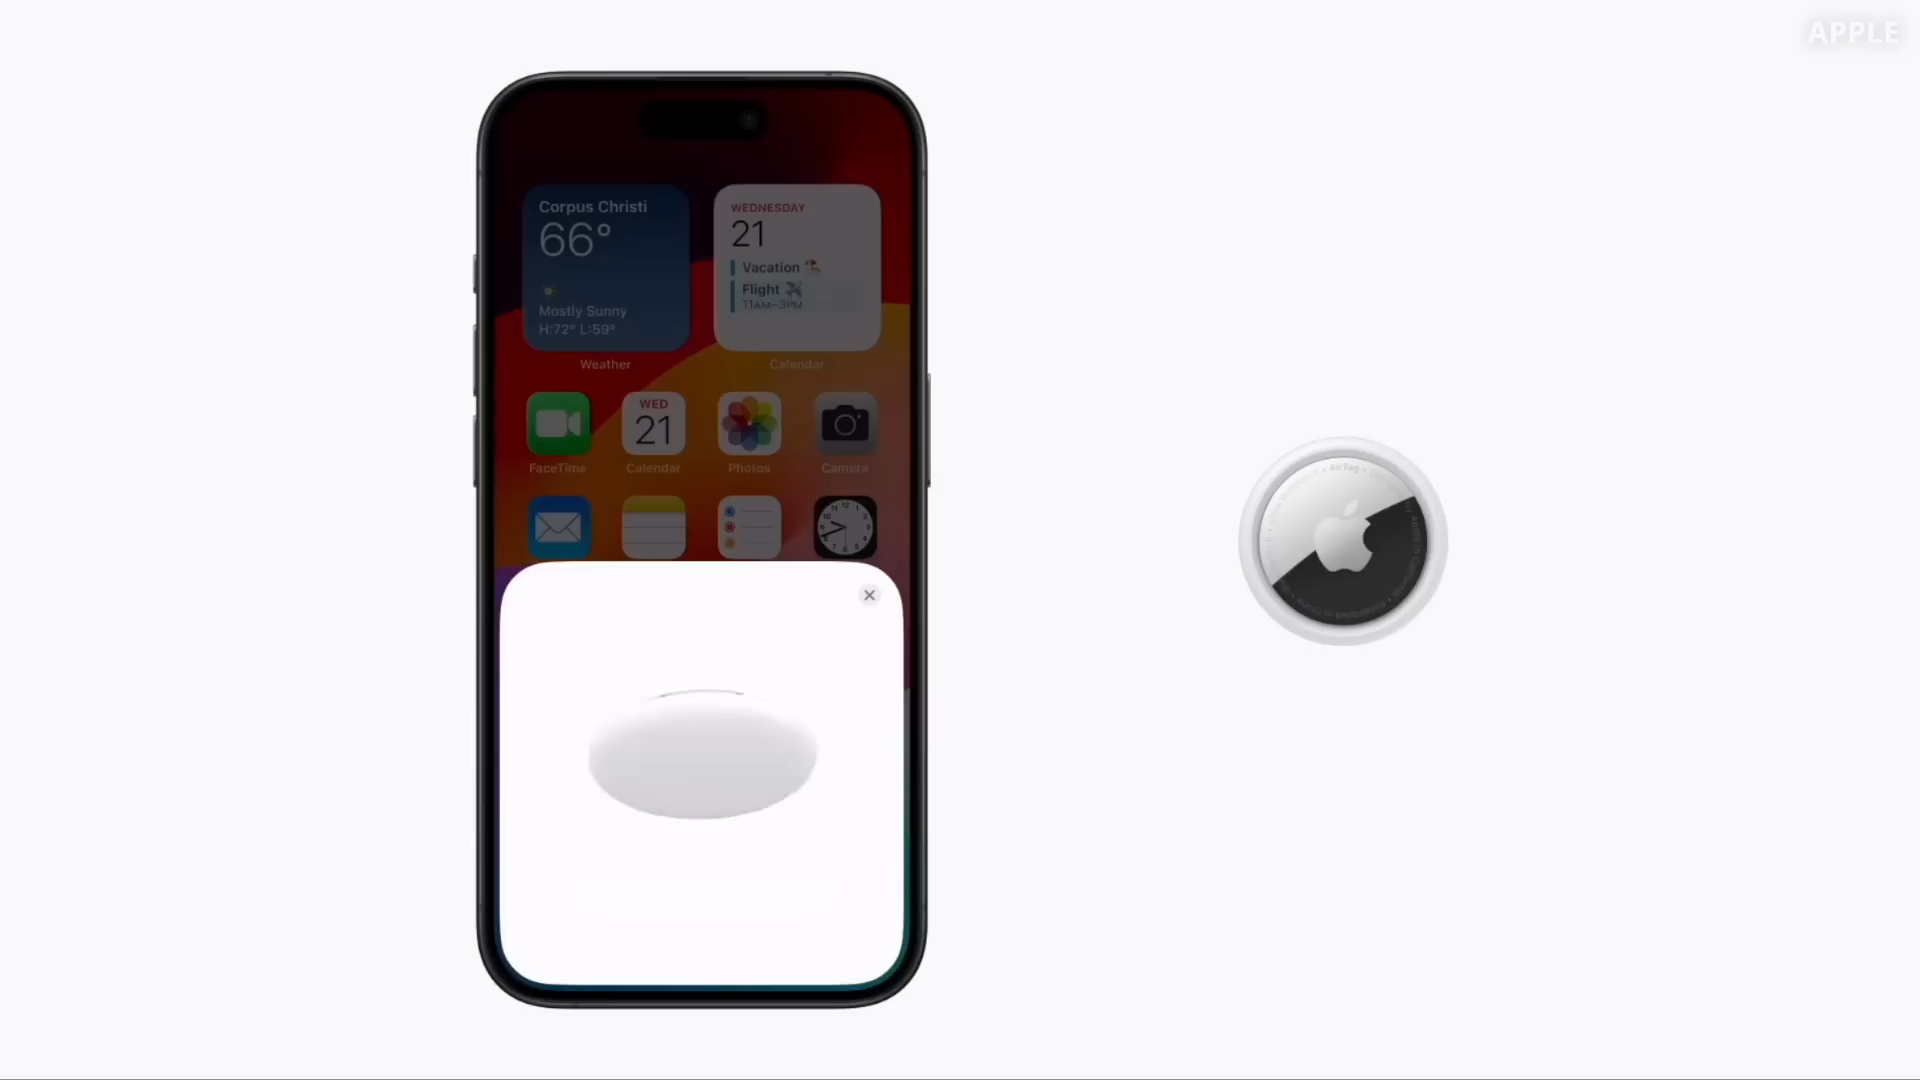 APPLE
Corpus Christi
66°
Mostly Sunny
H:72° L:59°
Weather
WEDNESDAY
21
Vacation
Flight
11AM–3PM
Calendar
FaceTime
WED
21
Calendar
Photos
Camera
AirTag